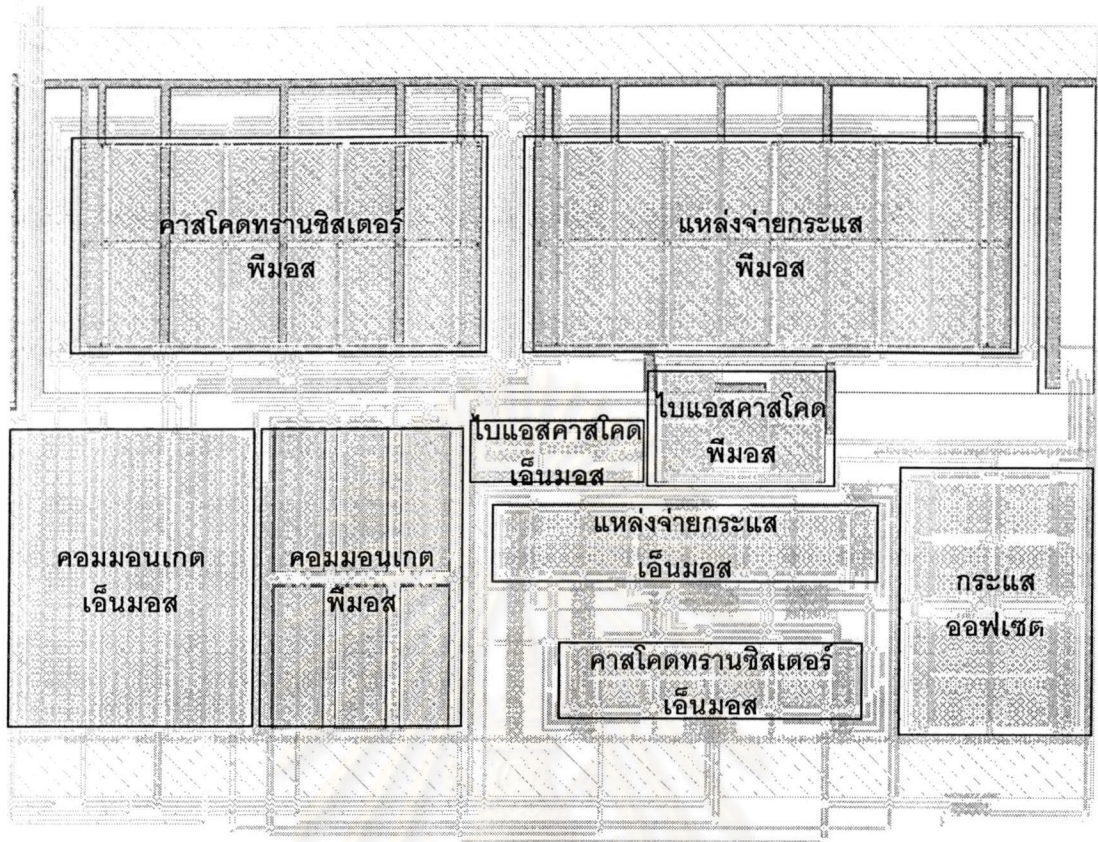 คาสโคดทรานซิสเตอร์
พีมอส
แหล่งจ่ายกระแส
พีมอส
ไบแอสคาสโคด
เอ็นมอส
ไบแอสคาสโคด
พีมอส
คอมมอนเกต
เอ็นมอส
คอมมอนเกต
พีมอส
แหล่งจ่ายกระแส
เอ็นมอส
คาสโคดทรานซิสเตอร์
เอ็นมอส
กระแส
ออฟเซต